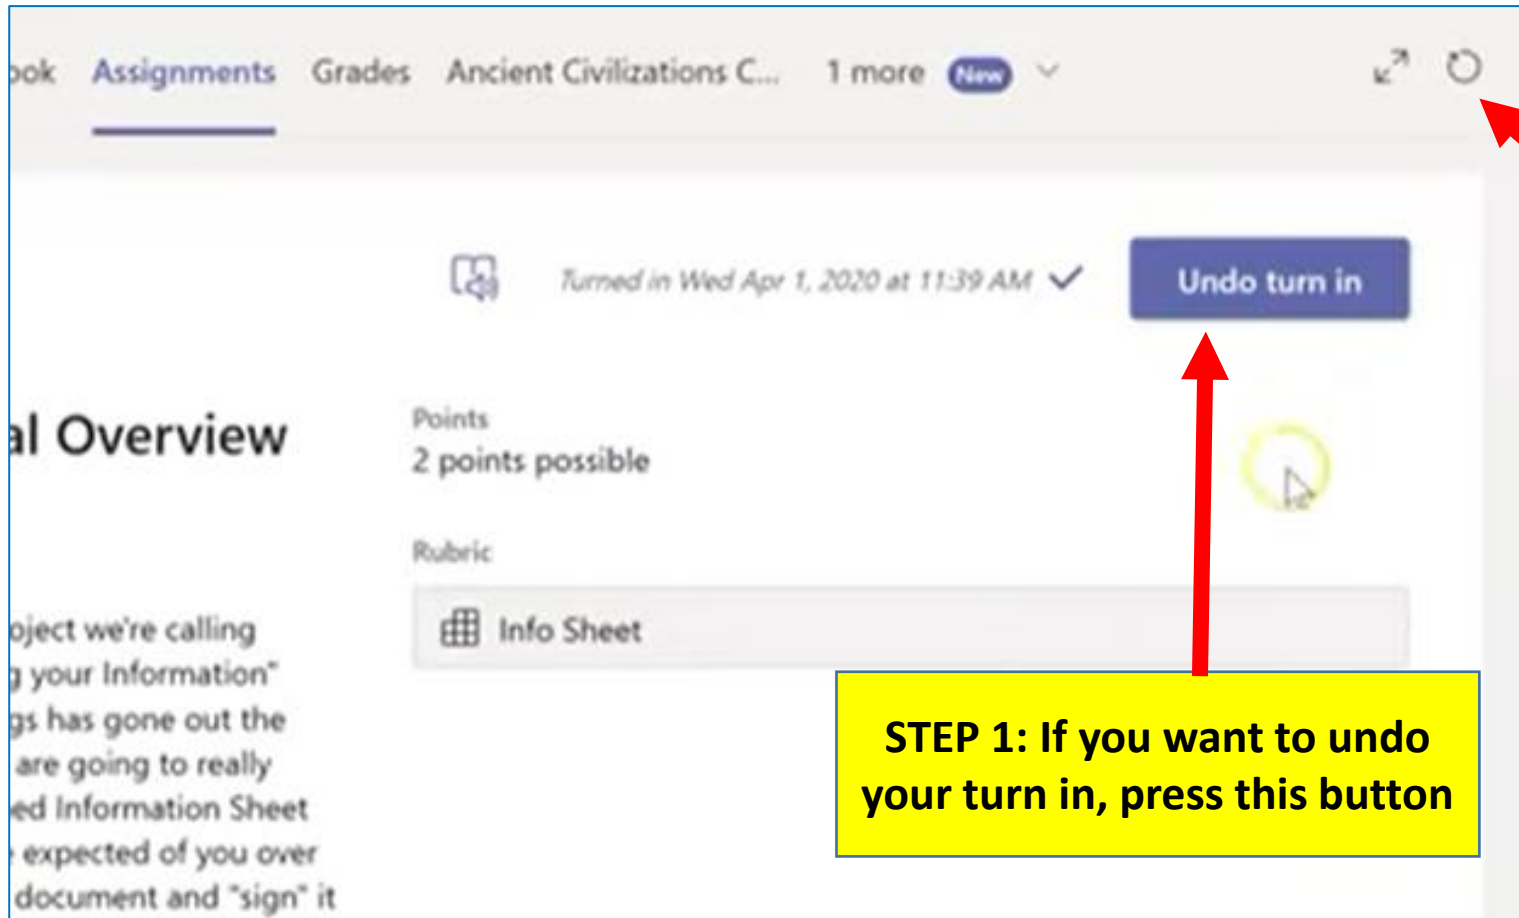 ook Assignments Grades Ancient Civilizations C... 1 more New
Turned in Wed Apr 1, 2020 at 11:39 AM Undo turn in
al Overview
Points
2 points possible
Rubric
Info Sheet
oject we're calling
g your Information"
gs has gone out the
are going to really
ed Information Sheet
expected of you over
document and "sign" it
STEP 1: If you want to undo
your turn in, press this button